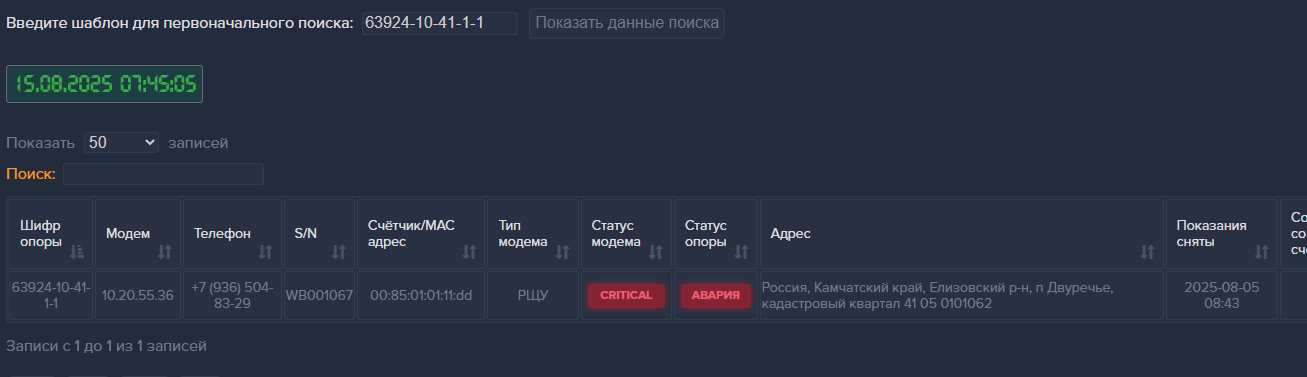 Введите шаблон для первоначального поиска: 63924-10-41-1-1 Показать данные поиска
15.08.2025 07:45:05
Показать 50 записей
Поиск:
Шифр опоры Модем Телефон S/N Счётчик/MAC адрес Тип модема Статус модема Статус опоры Адрес Показания сняты
63924-10-41-1-1 10.20.55.36 +7 (936) 504-83-29 WB001067 00:85:01:01:11:dd РЩУ CRITICAL АВАРИЯ Россия, Камчатский край, Елизовский р-н, п Двуречье, кадастровый квартал 41 05 0101062 2025-08-05 08:43
Записи с 1 до 1 из 1 записей